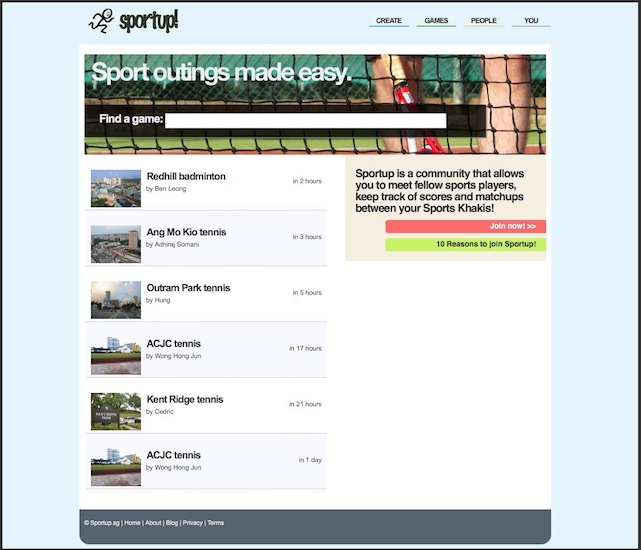 sportup!
CREATE GAMES PEOPLE YOU
Sport outings made easy.
Find a game:
Redhill badminton
by Ben Leong
in 2 hours
Ang Mo Kio tennis
by Adhiraj Somani
in 3 hours
Outram Park tennis
by Hung
in 5 hours
ACJC tennis
by Wong Hong Jun
in 17 hours
Kent Ridge tennis
by Cedric
in 21 hours
KENT RIDGE
PARK
ACJC tennis
by Wong Hong Jun
in 1 day
Sportup is a community that allows
you to meet fellow sports players,
keep track of scores and matchups
between your Sports Khakis!
Join now! >>
10 Reasons to join Sportup!
© Sportup.sg | Home | About | Blog | Privacy | Terms